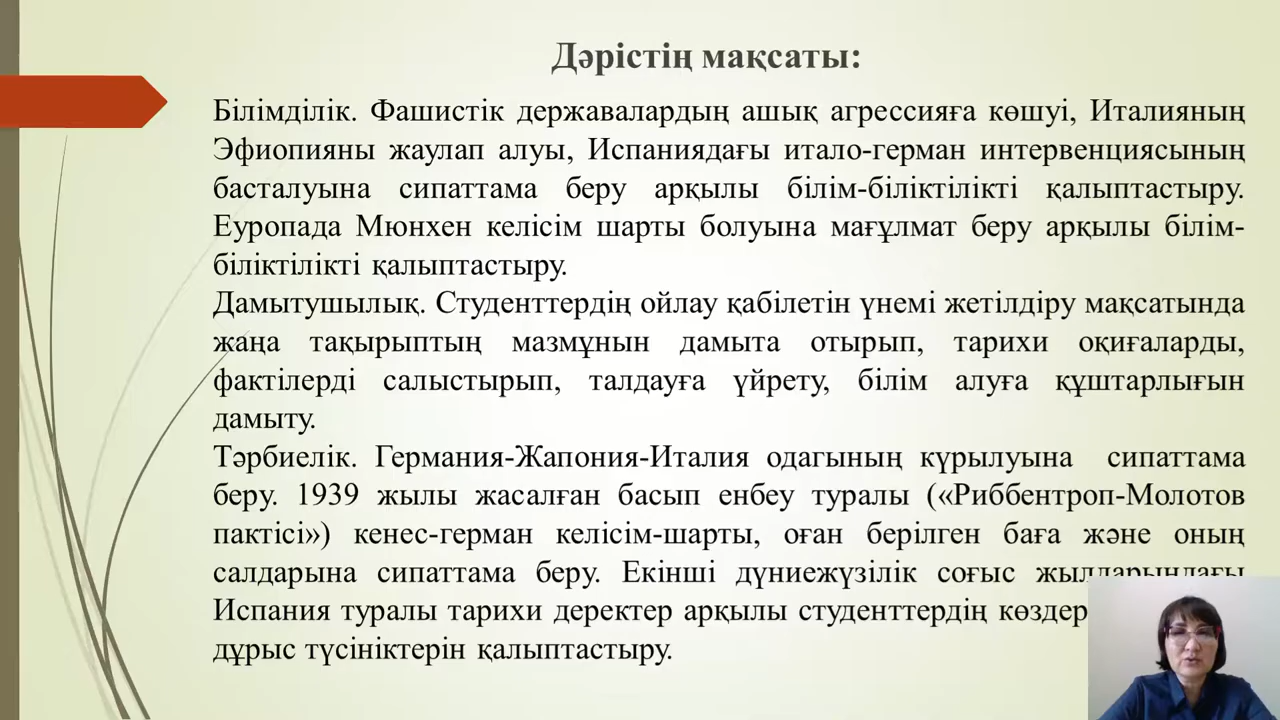 Дәрістің мақсаты:
Білімділік. Фашистік державалардың ашық агрессияға көшуі, Италияның
Эфиопияны жаулап алуы, Испаниядағы итало-герман интервенциясының
басталуына сипаттама беру арқылы білім-біліктілікті қалыптастыру.
Еуропада Мюнхен келісім шарты болуына мағұлмат беру арқылы білім-
біліктілікті қалыптастыру.
Дамытушылық. Студенттердің ойлау қабілетін үнемі жетілдіру мақсатында
жаңа тақырыптың мазмұнын дамыта отырып, тарихи оқиғаларды,
фактілерді салыстырып, талдауға үйрету, білім алуға құштарлығын
дамыту.
Тәрбиелік. Германия-Жапония-Италия одагының күрылуына сипаттама
беру. 1939 жылы жасалған басып енбеу туралы («Риббентроп-Молотов
пактісі») кенес-герман келісім-шарты, оған берілген баға және оның
салдарына сипаттама беру. Екінші дүниежүзілік соғыс жылдарындағы
Испания туралы тарихи деректер арқылы студенттердің
дұрыс түсініктерін қалыптастыру.